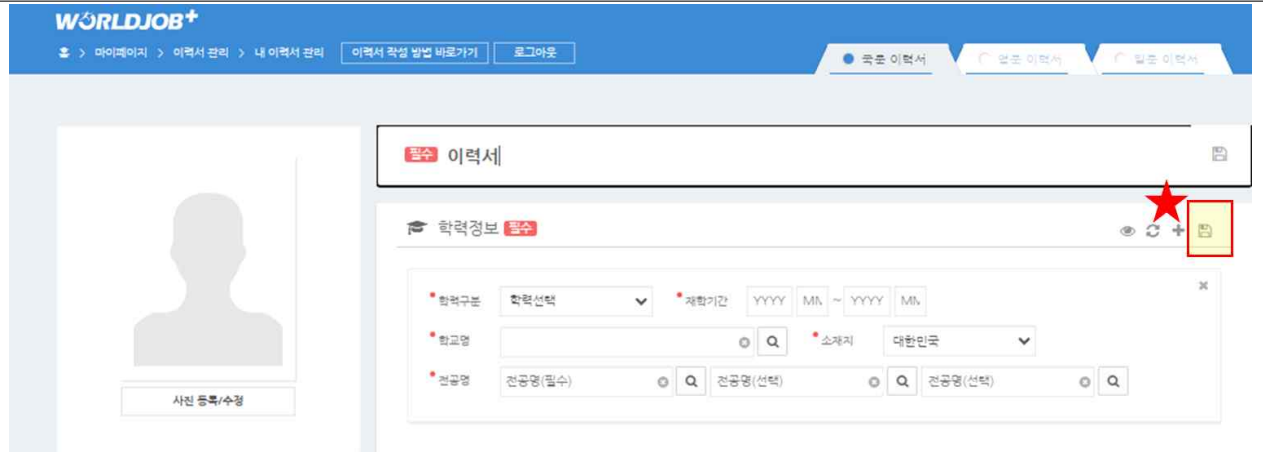 WORLDJOB+
> 마이페이지 > 이력서 관리 > 내 이력서 관리 이력서 작성 방법 바로가기 로그아웃
국문 이력서 영문 이력서 일문 이력서
필수 이력서
학력정보 필수
*학력구분 학력선택 *재학기간 YYYY MM ~ YYYY MM
*학교명 *소재지 대한민국
*전공명 전공명(필수) 전공명(선택) 전공명(선택)
사진 등록/수정